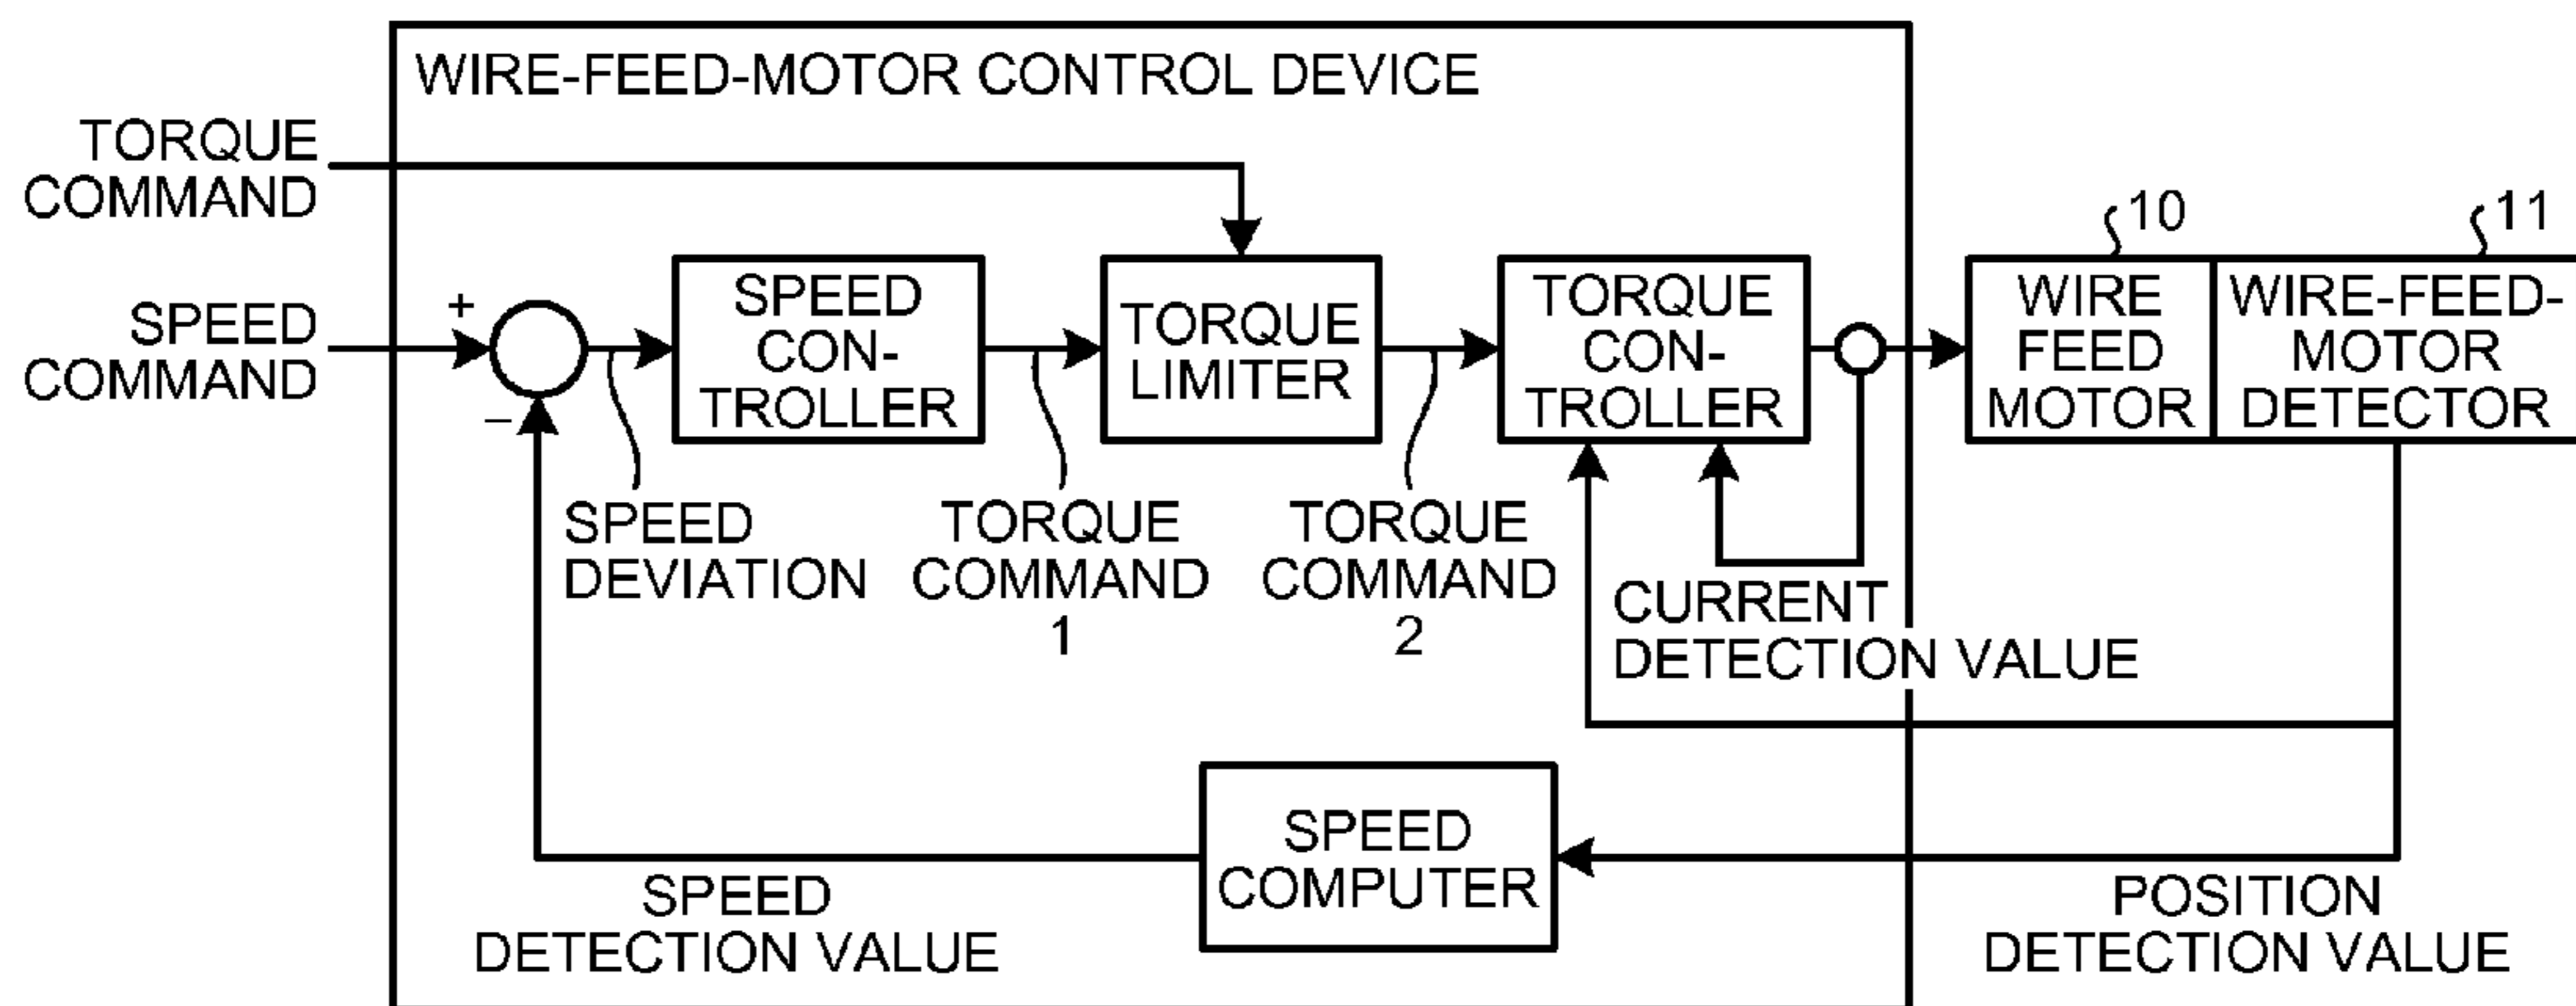 WIRE-FEED-MOTOR CONTROL DEVICE
TORQUE
COMMAND
SPEED
COMMAND
+
−
SPEED
CON-
TROLLER
TORQUE
LIMITER
TORQUE
CON-
TROLLER
10
WIRE
FEED
MOTOR
11
WIRE-FEED-
MOTOR
DETECTOR
SPEED
DEVIATION
TORQUE
COMMAND
1
TORQUE
COMMAND
2
CURRENT
DETECTION VALUE
SPEED
COMPUTER
SPEED
DETECTION VALUE
POSITION
DETECTION VALUE